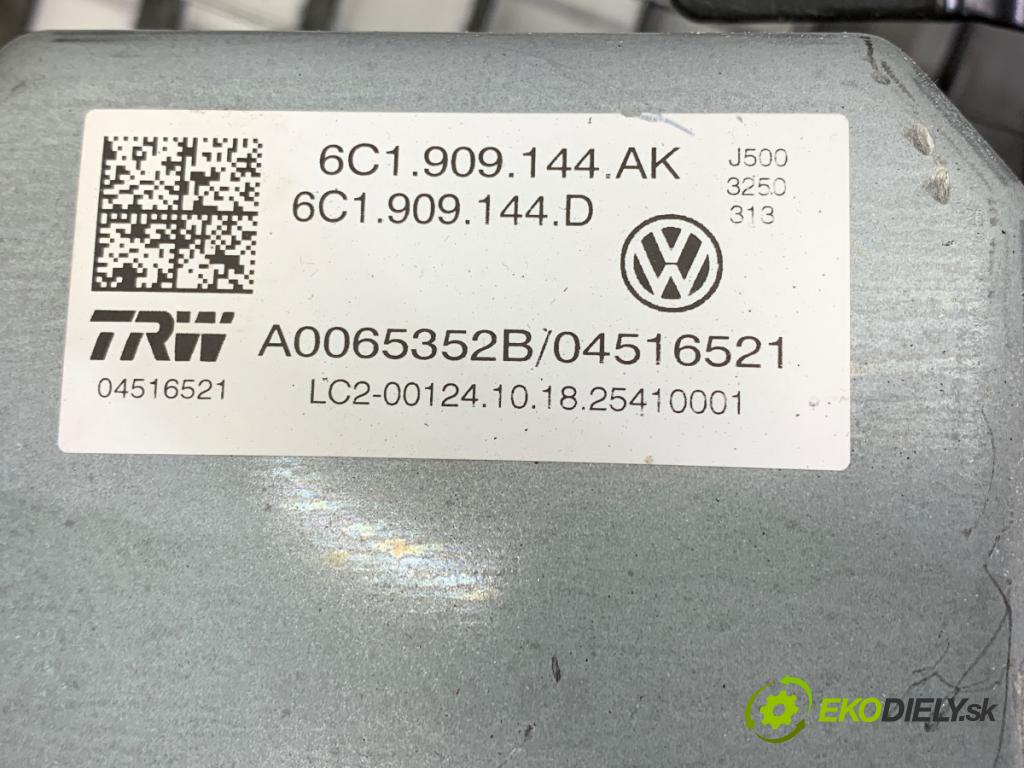 6C1.909.144.AK
6C1.909.144.D
J500
3250
313
TRW
04516521
A0065352B/04516521
LC2-00124.10.18.25410001
EKODIELY.sk